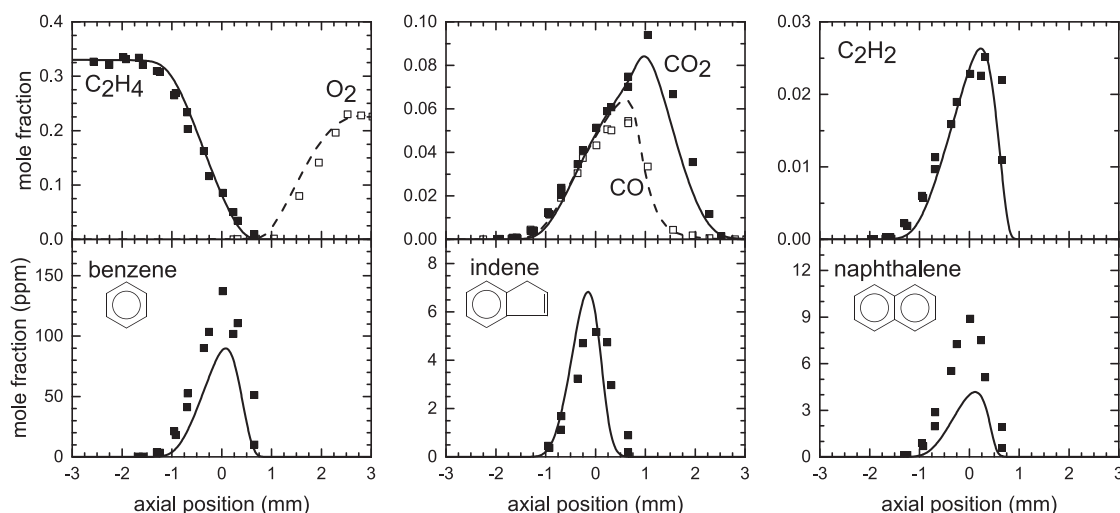 mole fraction
0.4
0.3
0.2
0.1
0.0
C2H4
O2
0.10
0.08
0.06
0.04
0.02
0.00
CO2
CO
0.03
0.02
0.01
0.00
C2H2
mole fraction (ppm)
150
100
50
0
benzene
-3 -2 -1 0 1 2 3
axial position (mm)
8
6
4
2
0
indene
-3 -2 -1 0 1 2 3
axial position (mm)
12
9
6
3
0
naphthalene
-3 -2 -1 0 1 2 3
axial position (mm)